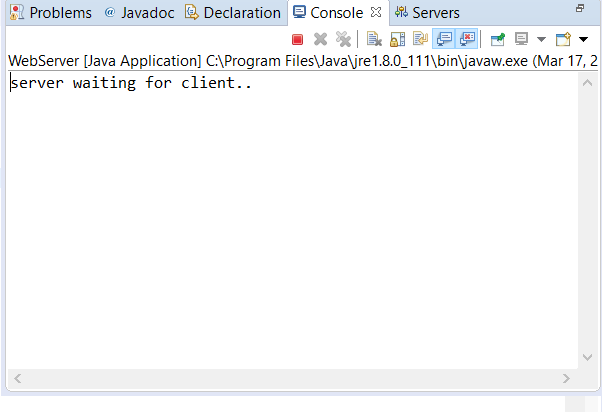 Problems @ Javadoc Declaration Console Servers
WebServer [Java Application] C:\Program Files\Java\jre1.8.0_111\bin\javaw.exe (Mar 17, 2
server waiting for client..